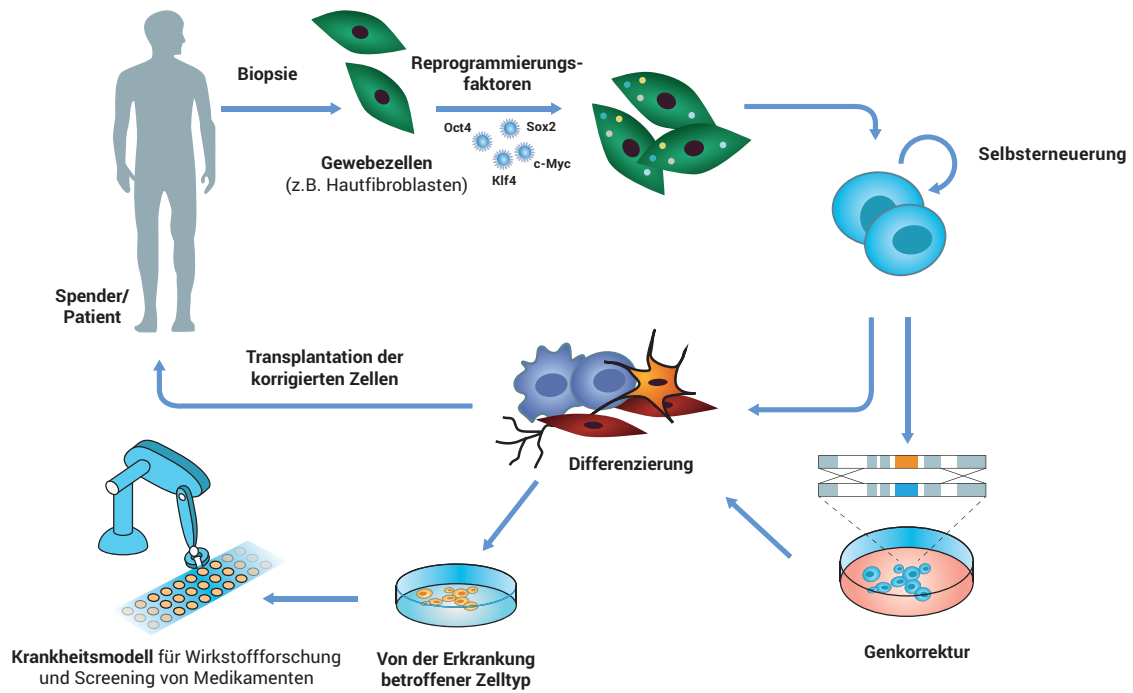 Biopsie
Reprogrammierungs-
faktoren
Oct4
Sox2
c-Myc
Klf4
Gewebezellen
(z.B. Hautfibroblasten)
Selbsterneuerung
Spender/
Patient
Transplantation der
korrigierten Zellen
Differenzierung
Genkorrektur
Von der Erkrankung
betroffener Zelltyp
Krankheitsmodell für Wirkstoffforschung
und Screening von Medikamenten